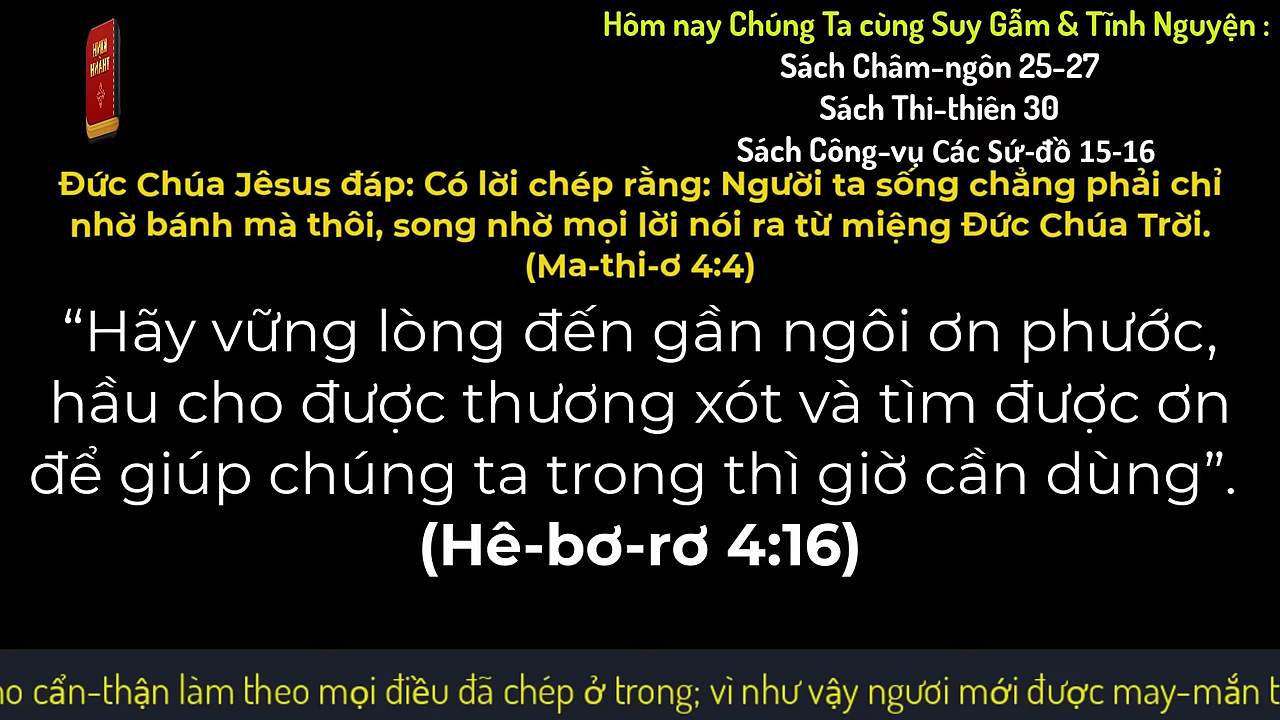 Hôm nay Chúng Ta cùng Suy Gẫm & Tĩnh Nguyện :
Sách Châm-ngôn 25-27
Sách Thi-thiên 30
Sách Công-vụ Các Sứ-đồ 15-16
Đức Chúa Jêsus đáp: Có lời chép rằng: Người ta sống chẳng phải chỉ
nhờ bánh mà thôi, song nhờ mọi lời nói ra từ miệng Đức Chúa Trời.
(Ma-thi-ơ 4:4)
“Hãy vững lòng đến gần ngôi ơn phước,
hầu cho được thương xót và tìm được ơn
để giúp chúng ta trong thì giờ cần dùng”.
(Hê-bơ-rơ 4:16)
cẩn-thận làm theo mọi điều đã chép ở trong; vì như vậy ngươi mới được may-mắn